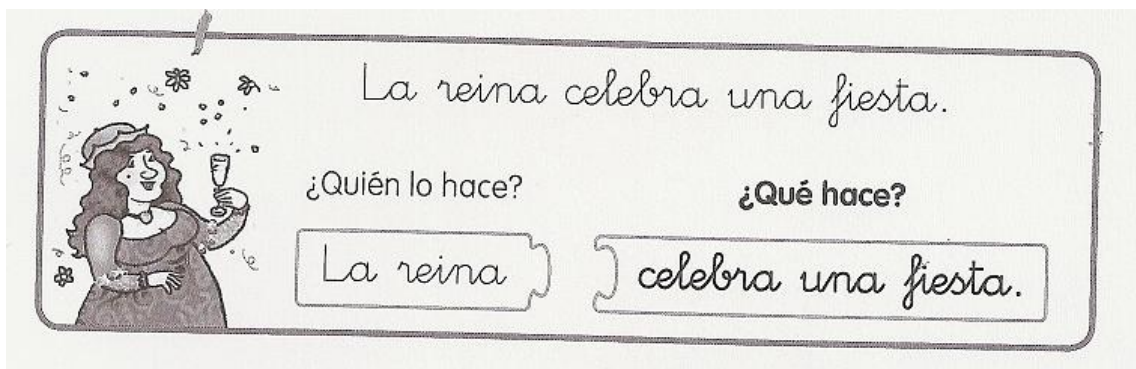 La reina celebra una fiesta.
¿Quién lo hace?
¿Qué hace?
La reina
celebra una fiesta.